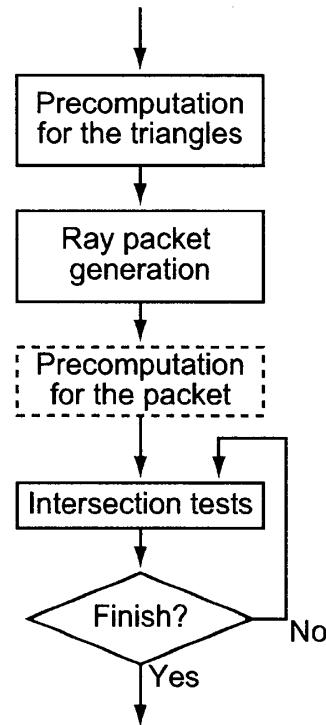 Precomputation
for the triangles
Ray packet
generation
Precomputation
for the packet
Intersection tests
Finish?
No
Yes